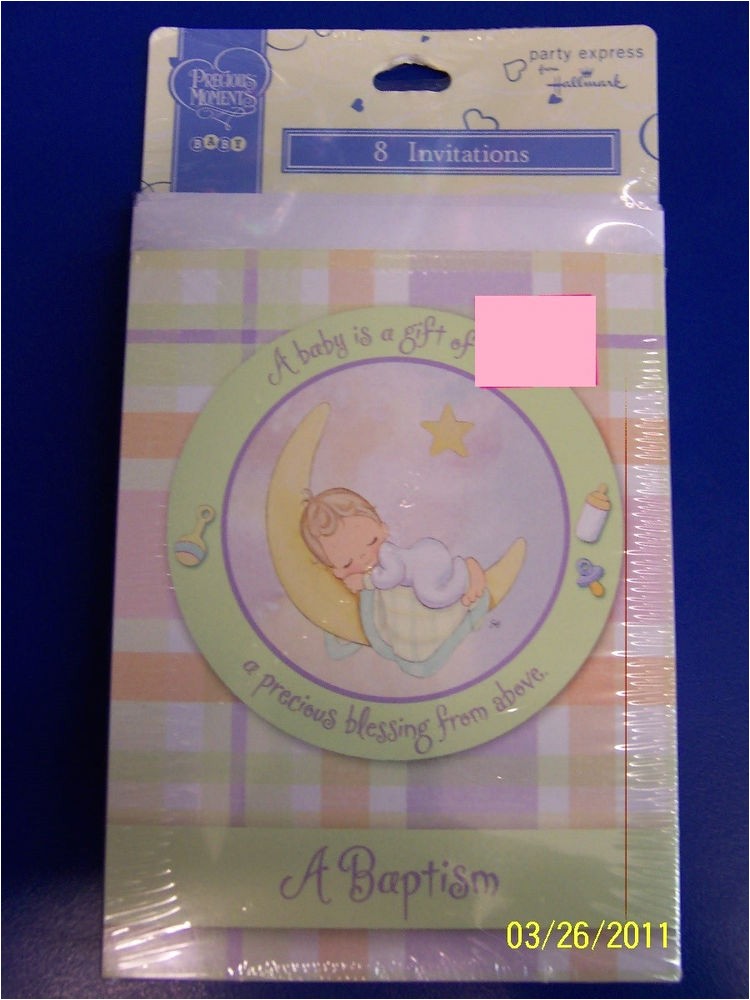 PRECIOUS MOMENTS
BABY
party express
from
Hallmark
8 Invitations
A baby is a gift of
a precious blessing from above.
A Baptism
03/26/2011